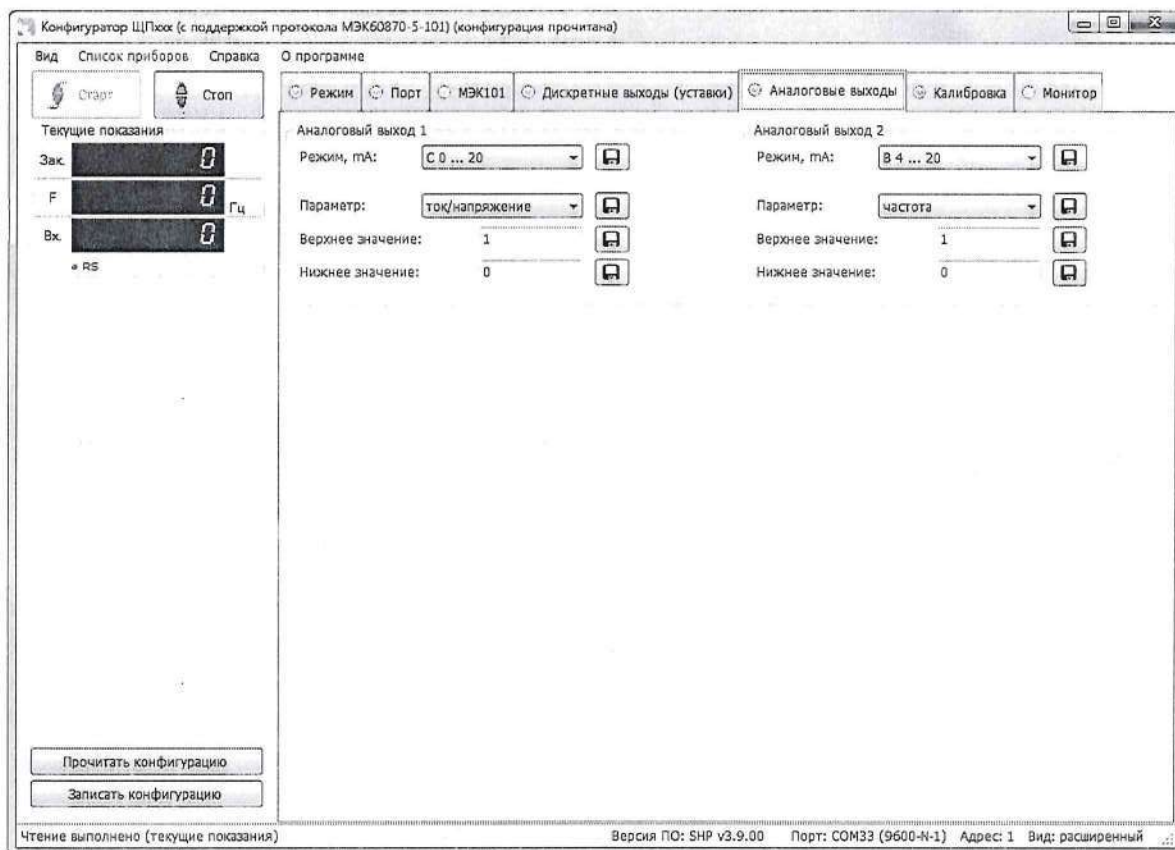 Конфигуратор ЩПxxx (с поддержкой протокола МЭК60870-5-101) (конфигурация прочитана)
Вид Список приборов Справка О программе
Старт Стоп
Режим Порт МЭК101 Дискретные выходы (уставки) Аналоговые выходы Калибровка Монитор
Текущие показания
Зак. 0
F 0 Гц
Вх. 0
RS
Аналоговый выход 1
Режим, mA: C 0 ... 20
Параметр: ток/напряжение
Верхнее значение: 1
Нижнее значение: 0
Аналоговый выход 2
Режим, mA: B 4 ... 20
Параметр: частота
Верхнее значение: 1
Нижнее значение: 0
Прочитать конфигурацию
Записать конфигурацию
Чтение выполнено (текущие показания) Версия ПО: SHP v3.9.00 Порт: COM33 (9600-N-1) Адрес: 1 Вид: расширенный